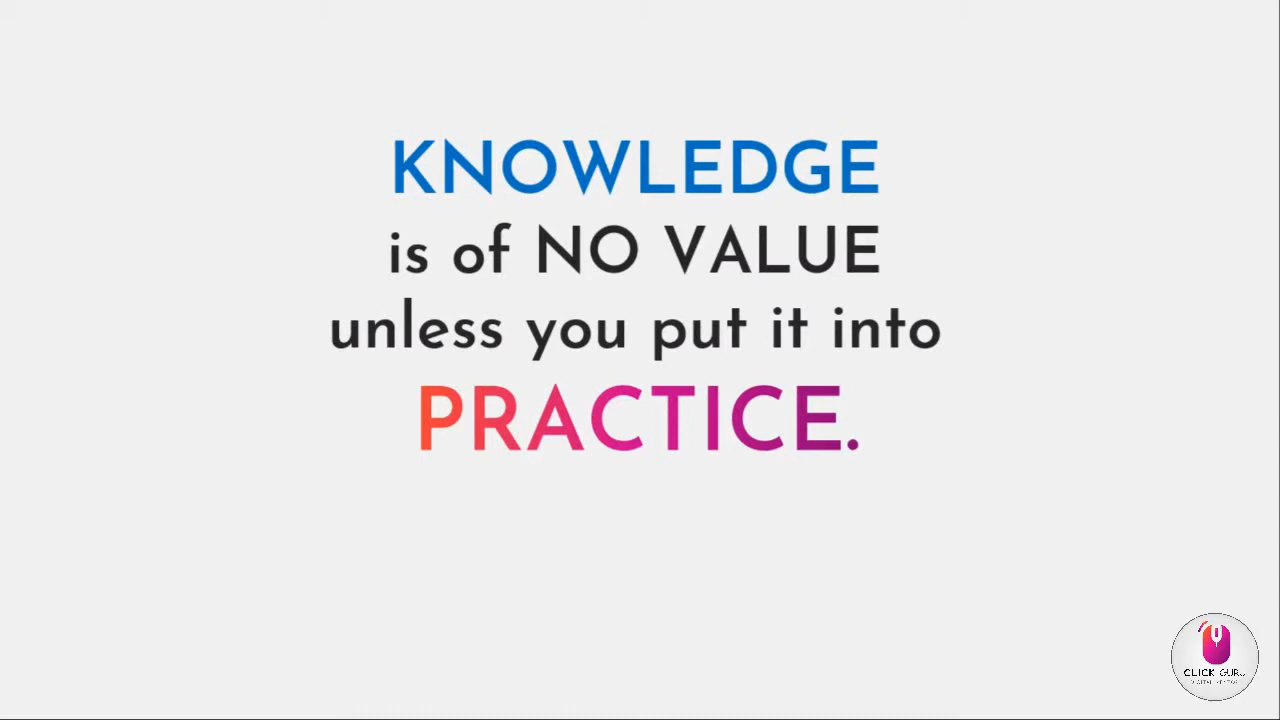 KNOWLEDGE
is of NO VALUE
unless you put it into
PRACTICE.
CLICK GURU